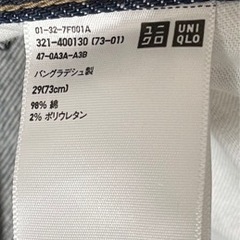 01-32-7F001A
321-400130 (73-01)
47-0A3A-A3B
ユニクロ
UNIQLO
バングラデシュ製
29(73cm)
98% 綿
2% ポリウレタン